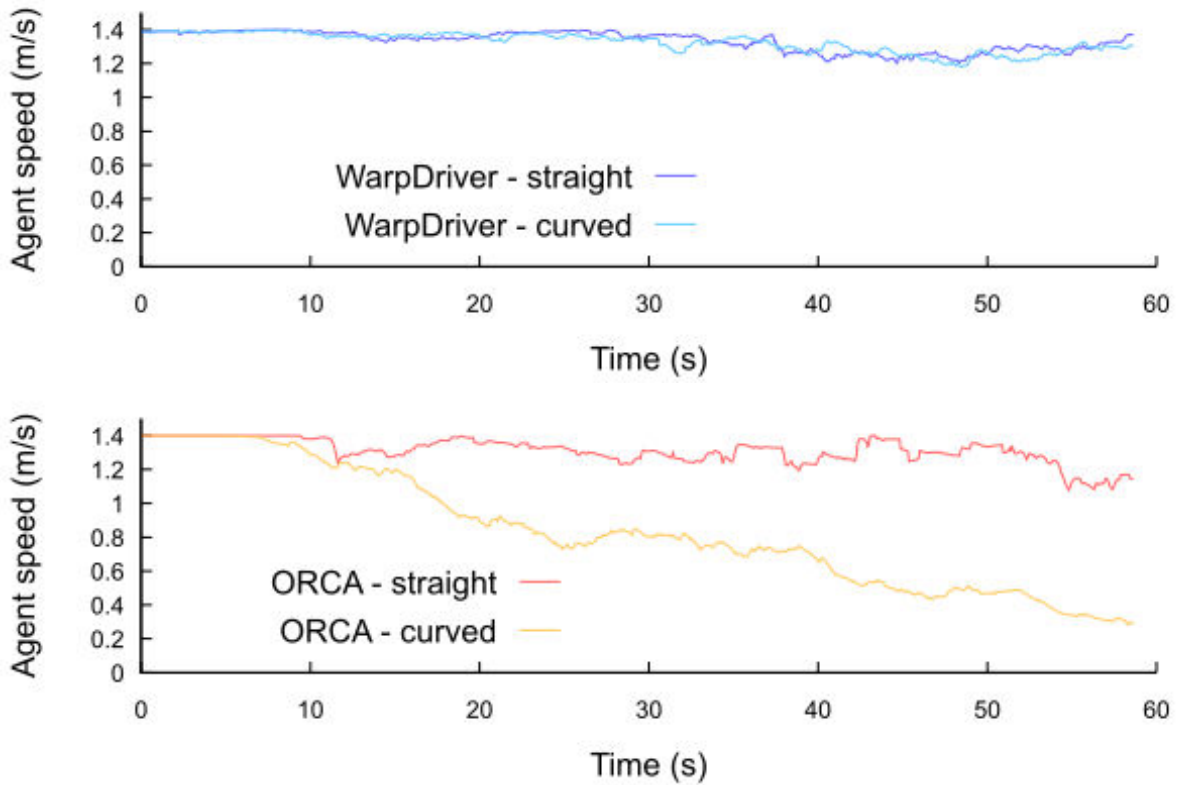 Agent speed (m/s)
1.4
1.2
1
0.8
0.6
0.4
0.2
0
WarpDriver - straight
WarpDriver - curved
0 10 20 30 40 50 60
Time (s)
Agent speed (m/s)
1.4
1.2
1
0.8
0.6
0.4
0.2
0
ORCA - straight
ORCA - curved
0 10 20 30 40 50 60
Time (s)